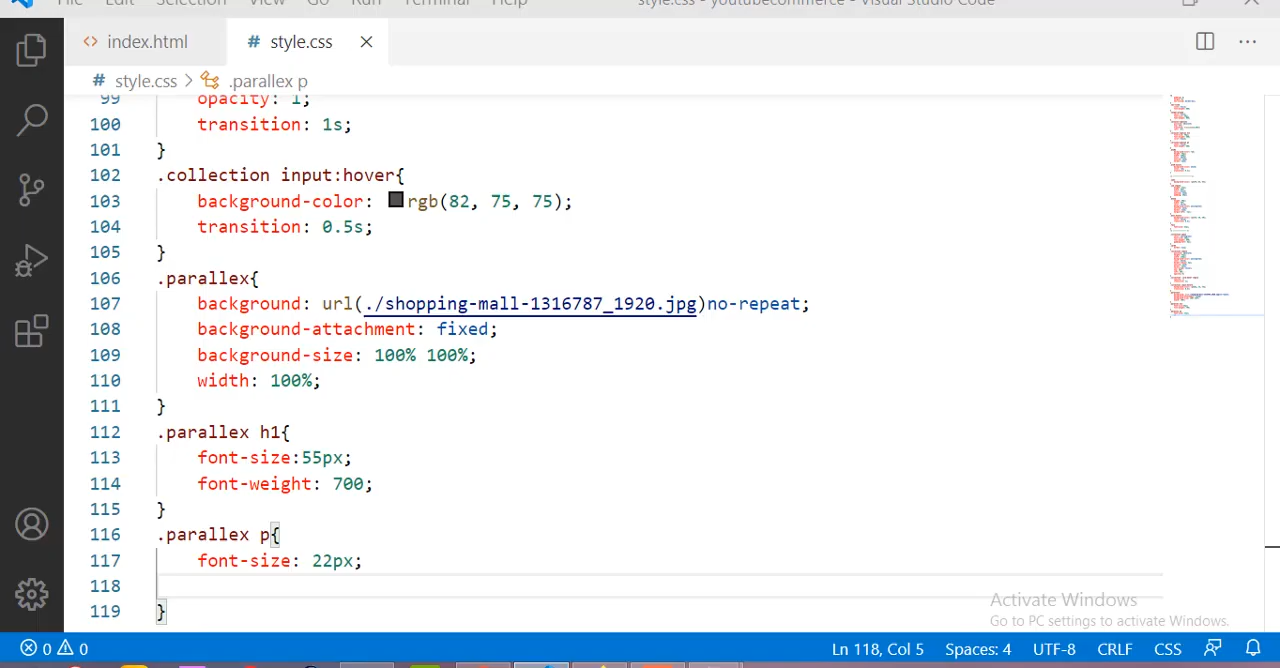 File Edit Selection View Go Run Terminal Help style.css - youtubecommerce - Visual Studio Code
<> index.html # style.css ×
# style.css > .parallex p
99 opacity: 1;
100 transition: 1s;
101 }
102 .collection input:hover{
103 background-color: rgb(82, 75, 75);
104 transition: 0.5s;
105 }
106 .parallex{
107 background: url(./shopping-mall-1316787_1920.jpg)no-repeat;
108 background-attachment: fixed;
109 background-size: 100% 100%;
110 width: 100%;
111 }
112 .parallex h1{
113 font-size:55px;
114 font-weight: 700;
115 }
116 .parallex p{
117 font-size: 22px;
118
119 }
Activate Windows
Go to PC settings to activate Windows.
0 0 Ln 118, Col 5 Spaces: 4 UTF-8 CRLF CSS